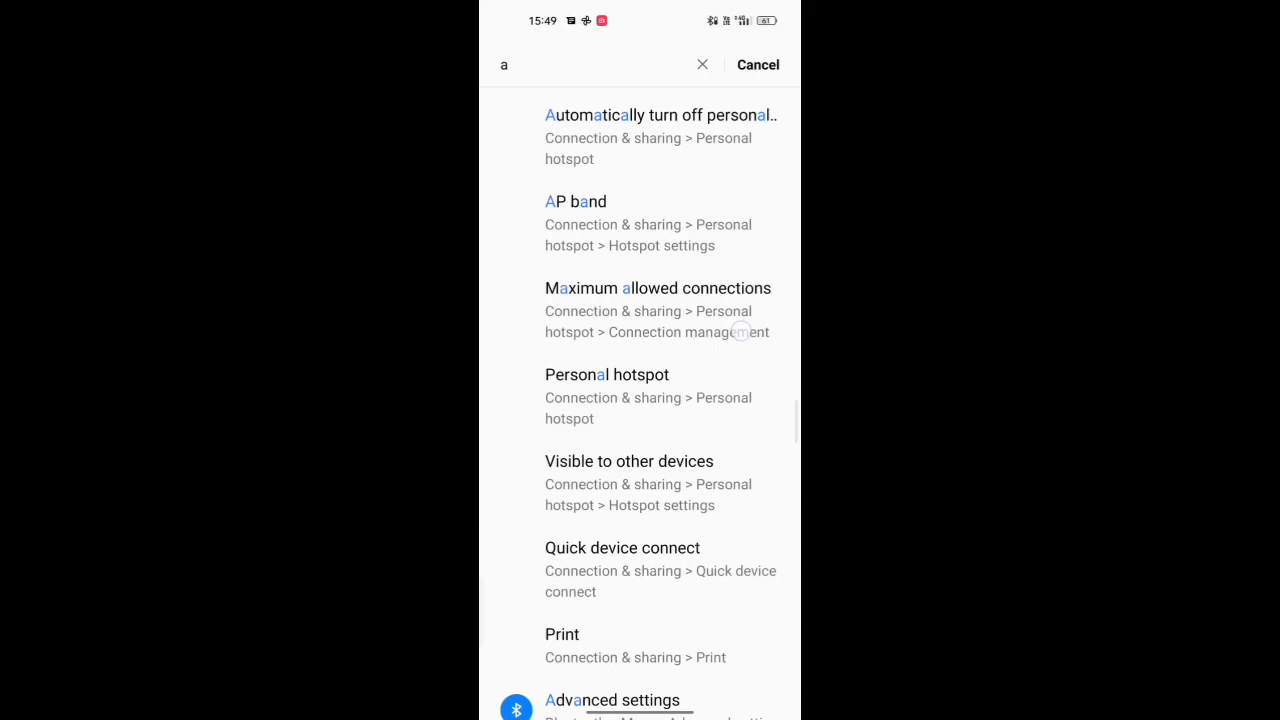 15:49
61
a
Cancel
Automatically turn off personal..
Connection & sharing > Personal
hotspot
AP band
Connection & sharing > Personal
hotspot > Hotspot settings
Maximum allowed connections
Connection & sharing > Personal
hotspot > Connection management
Personal hotspot
Connection & sharing > Personal
hotspot
Visible to other devices
Connection & sharing > Personal
hotspot > Hotspot settings
Quick device connect
Connection & sharing > Quick device
connect
Print
Connection & sharing > Print
Advanced settings